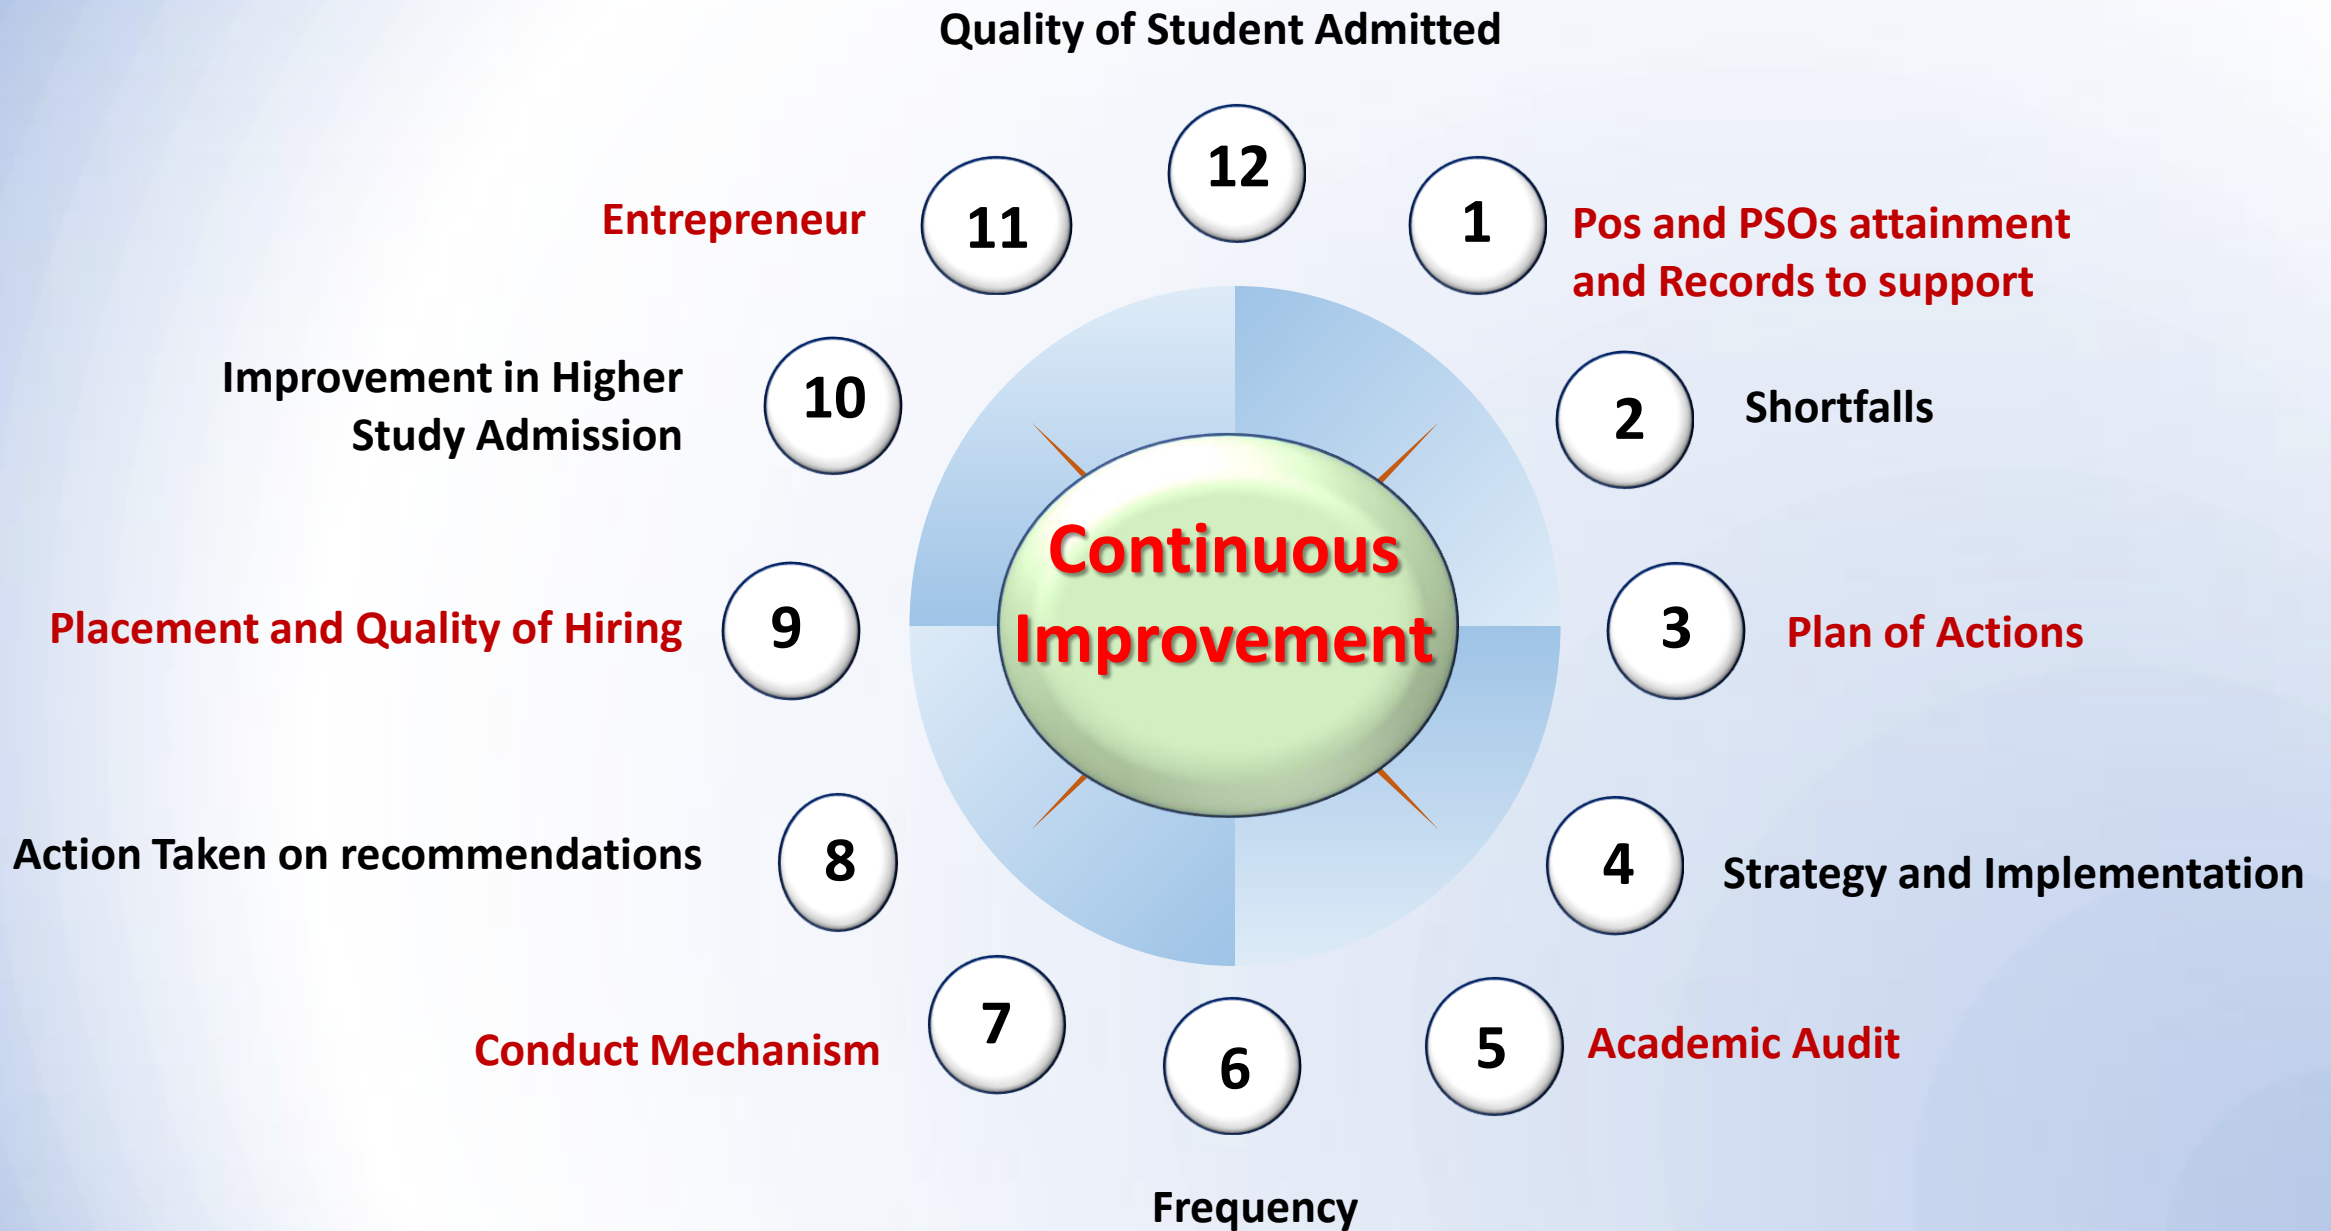 Quality of Student Admitted
12
11
Entrepreneur
1
Pos and PSOs attainment
and Records to support
10
Improvement in Higher
Study Admission
2
Shortfalls
Continuous
Improvement
9
Placement and Quality of Hiring
3
Plan of Actions
8
Action Taken on recommendations
4
Strategy and Implementation
7
Conduct Mechanism
6
Frequency
5
Academic Audit